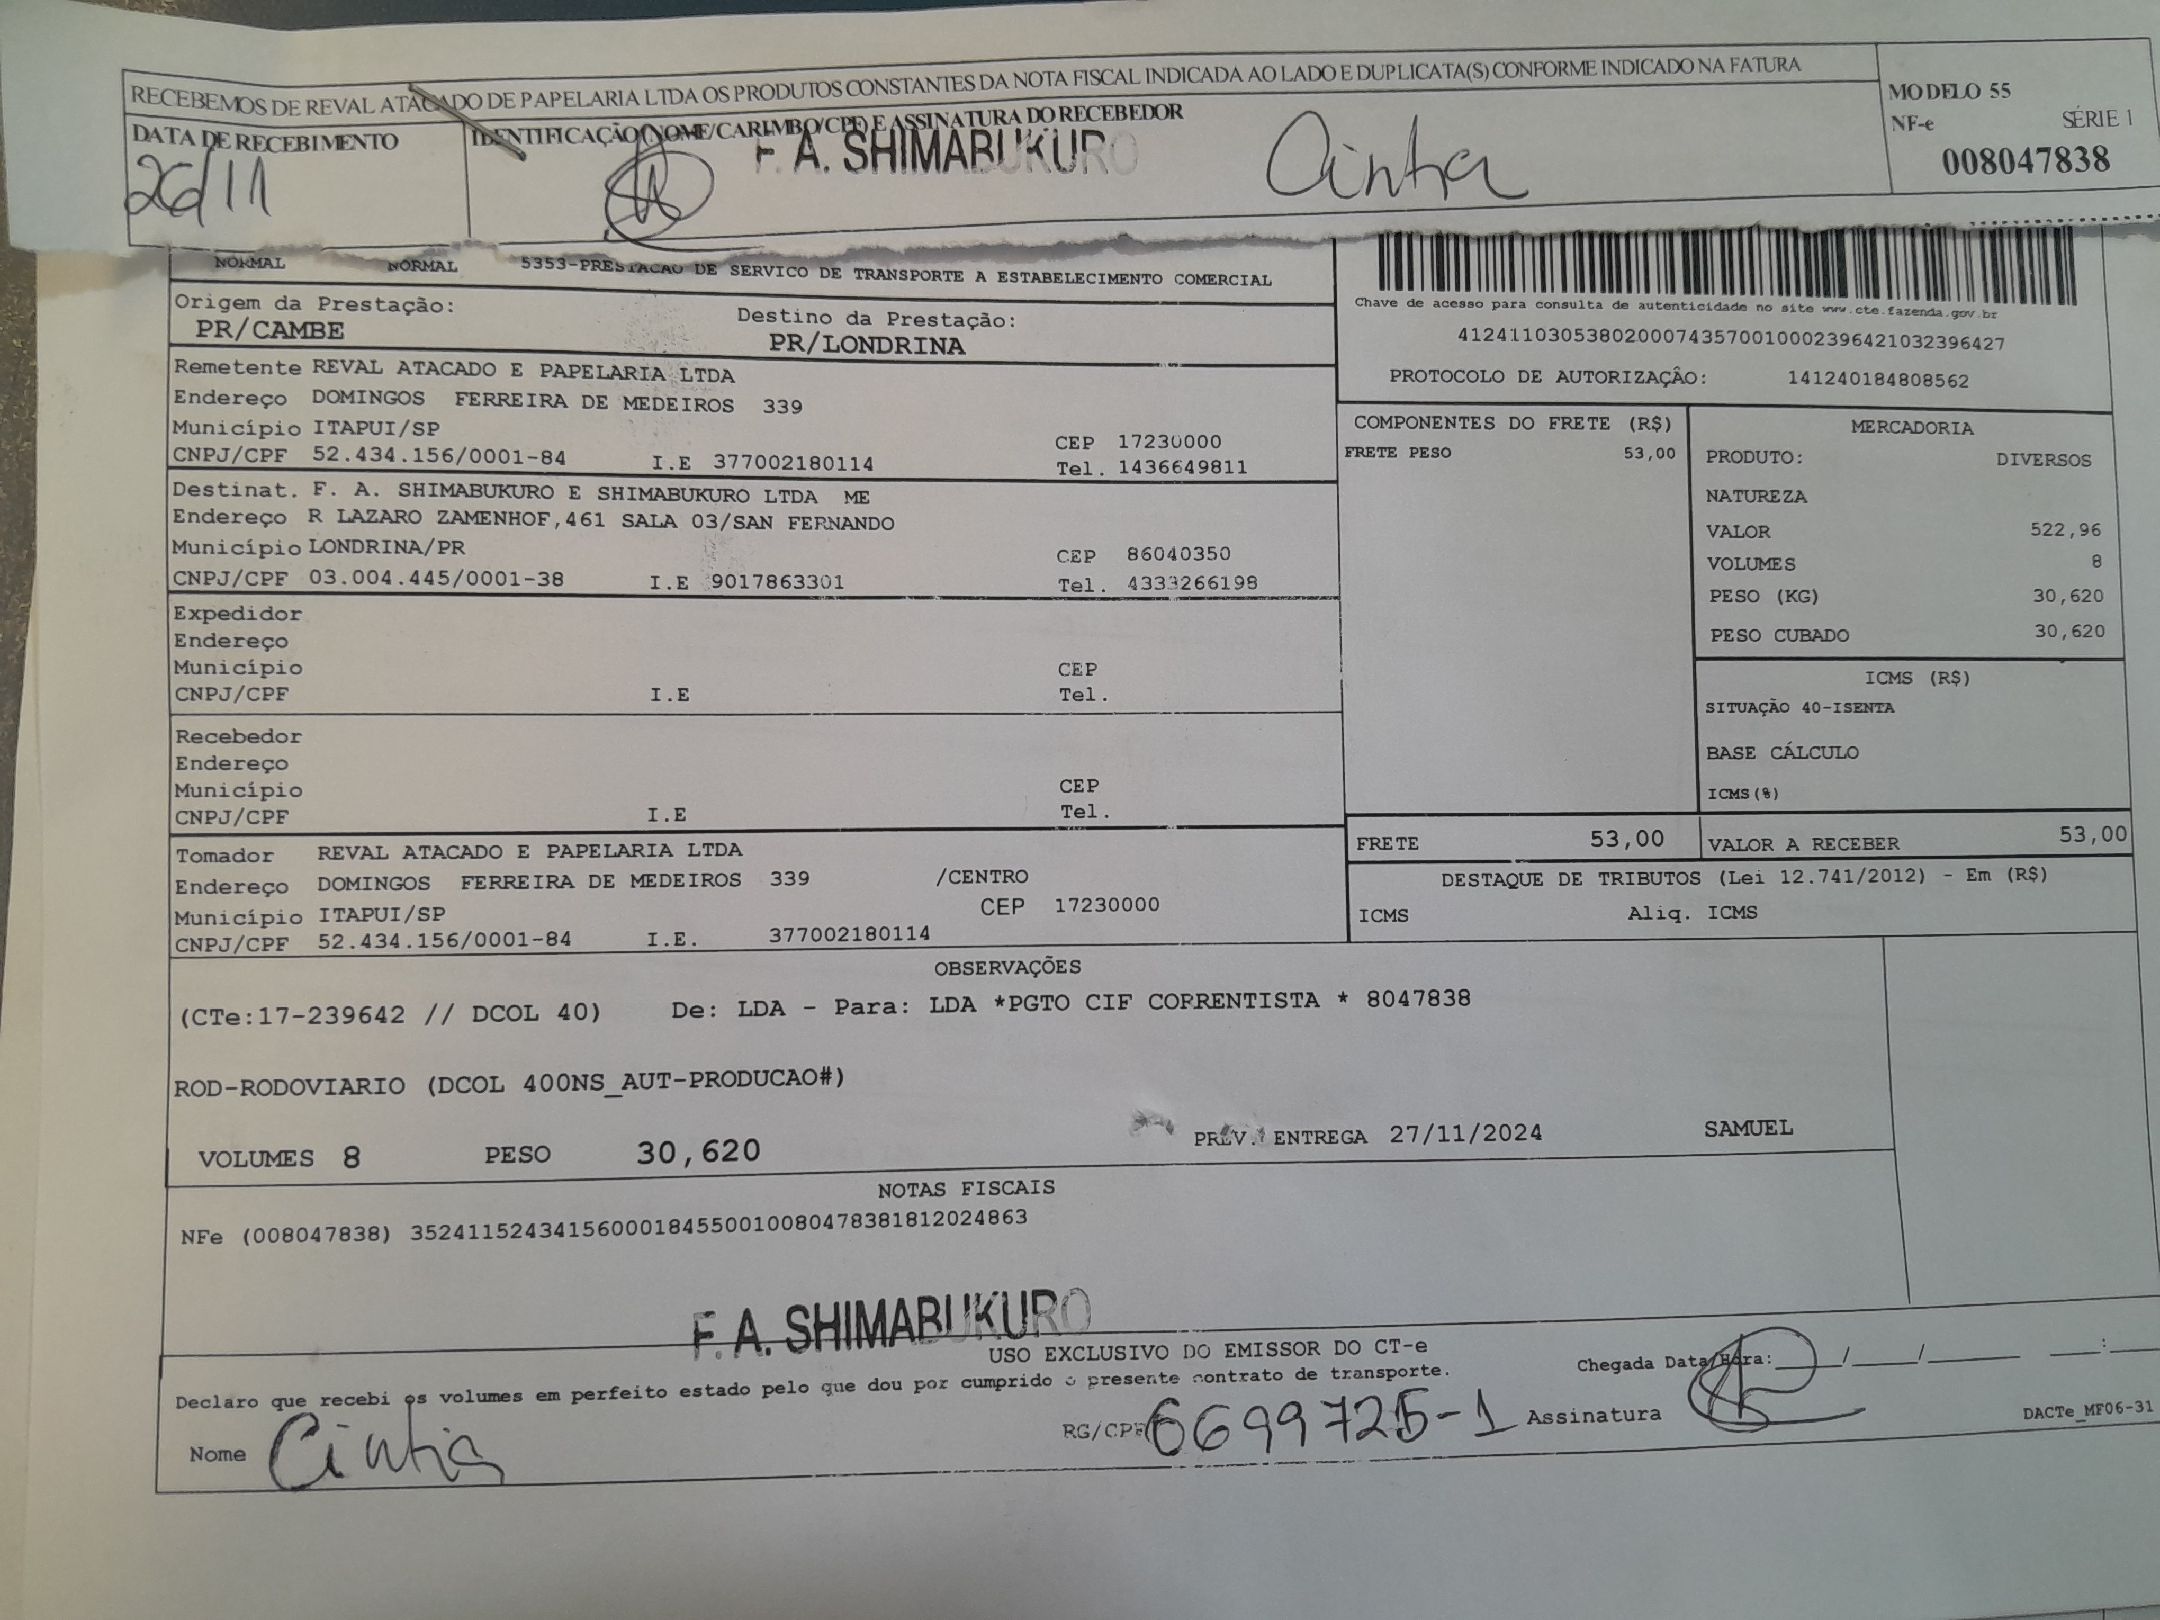 RECEBEMOS DE REVAL ATACADO DE PAPELARIA LTDA OS PRODUTOS CONSTANTES DA NOTA FISCAL INDICADA AO LADO E DUPLICATA(S) CONFORME INDICADO NA FATURA
DATA DE RECEBIMENTO
26/11
IDENTIFICAÇÃO (NOME/CARIMBO/CPF) E ASSINATURA DO RECEBEDOR
F. A. SHIMABUKURO
Cintia
MODELO 55
NF-e SÉRIE 1
008047838
NORMAL NORMAL 5353-PRESTACAO DE SERVICO DE TRANSPORTE A ESTABELECIMENTO COMERCIAL
Origem da Prestação: Destino da Prestação:
PR/CAMBE PR/LONDRINA
Chave de acesso para consulta de autenticidade no site www.cte.fazenda.gov.br
41241103053802000743570010002396421032396427
PROTOCOLO DE AUTORIZAÇÃO: 141240184808562
Remetente REVAL ATACADO E PAPELARIA LTDA
Endereço DOMINGOS FERREIRA DE MEDEIROS 339
Município ITAPUI/SP CEP 17230000
CNPJ/CPF 52.434.156/0001-84 I.E 377002180114 Tel. 1436649811
Destinat. F. A. SHIMABUKURO E SHIMABUKURO LTDA ME
Endereço R LAZARO ZAMENHOF,461 SALA 03/SAN FERNANDO
Município LONDRINA/PR CEP 86040350
CNPJ/CPF 03.004.445/0001-38 I.E 9017863301 Tel. 4333266198
Expedidor
Endereço
Município CEP
CNPJ/CPF I.E Tel.
Recebedor
Endereço
Município CEP
CNPJ/CPF I.E Tel.
Tomador REVAL ATACADO E PAPELARIA LTDA
Endereço DOMINGOS FERREIRA DE MEDEIROS 339 /CENTRO
Município ITAPUI/SP CEP 17230000
CNPJ/CPF 52.434.156/0001-84 I.E. 377002180114
COMPONENTES DO FRETE (R$)
FRETE PESO 53,00
MERCADORIA
PRODUTO: DIVERSOS
NATUREZA
VALOR 522,96
VOLUMES 8
PESO (KG) 30,620
PESO CUBADO 30,620
ICMS (R$)
SITUAÇÃO 40-ISENTA
BASE CÁLCULO
ICMS(%)
FRETE 53,00 VALOR A RECEBER 53,00
DESTAQUE DE TRIBUTOS (Lei 12.741/2012) - Em (R$)
ICMS Aliq. ICMS
OBSERVAÇÕES
(CTe:17-239642 // DCOL 40) De: LDA - Para: LDA *PGTO CIF CORRENTISTA * 8047838
ROD-RODOVIARIO (DCOL 400NS_AUT-PRODUCAO#)
VOLUMES 8 PESO 30,620 PREV. ENTREGA 27/11/2024 SAMUEL
NOTAS FISCAIS
NFe (008047838) 35241152434156000184550010080478381812024863
F. A. SHIMABUKURO
USO EXCLUSIVO DO EMISSOR DO CT-e
Declaro que recebi os volumes em perfeito estado pelo que dou por cumprido o presente contrato de transporte.
Chegada Data/Hora: ____/____/______ ___:___
Nome Cintia RG/CPF 6699725-1 Assinatura
DACTe_MF06-31